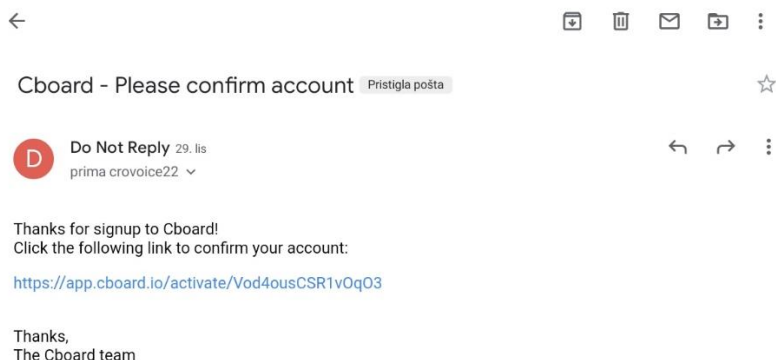 Cboard - Please confirm account Pristigla pošta
D
Do Not Reply 29. lis
prima crovoice22
Thanks for signup to Cboard!
Click the following link to confirm your account:
https://app.cboard.io/activate/Vod4ousCSR1vOqO3
Thanks,
The Cboard team